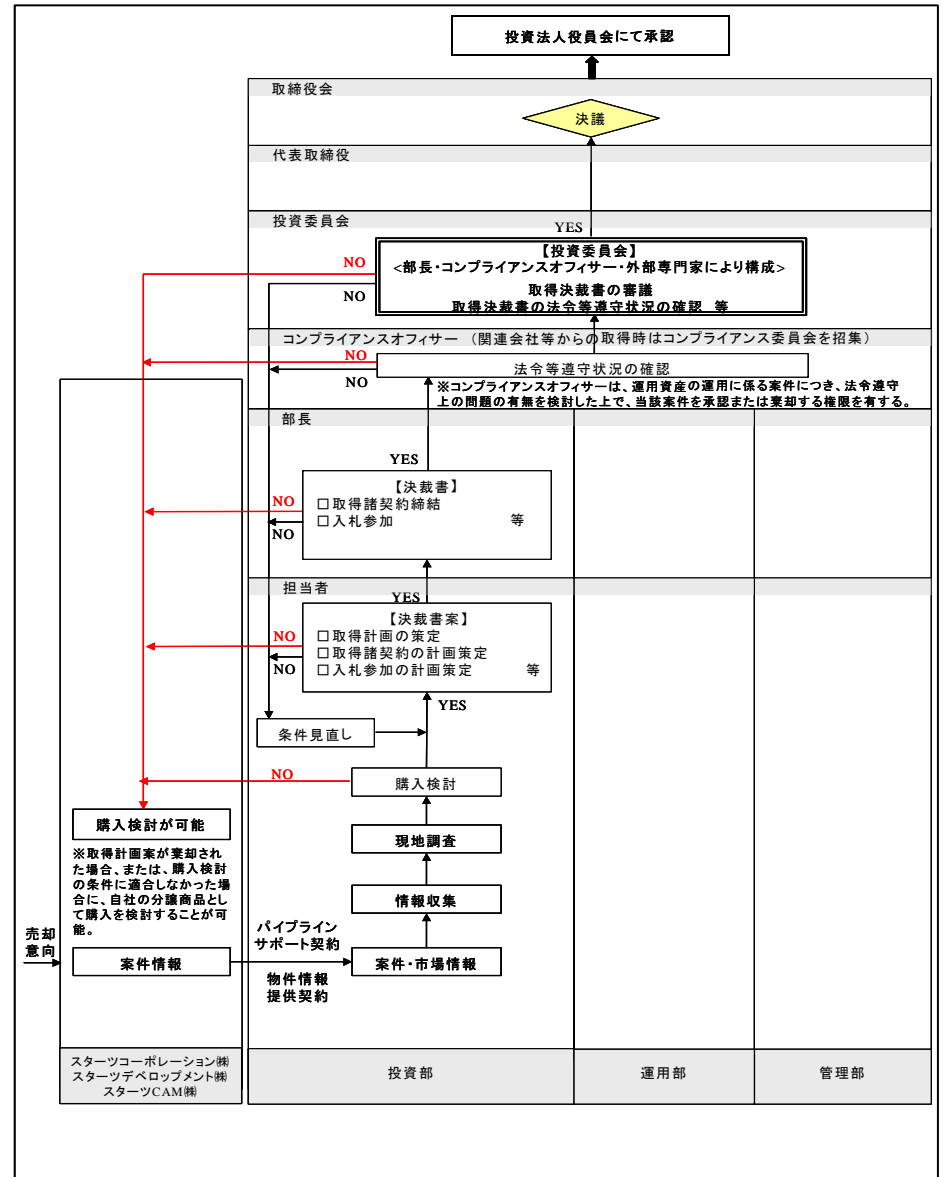 投資法人役員会にて承認
取締役会
決議
代表取締役
投資委員会
YES
【投資委員会】
<部長・コンプライアンスオフィサー・外部専門家により構成>
取得決裁書の審議
取得決裁書の法令等遵守状況の確認 等
NO
NO
コンプライアンスオフィサー （関連会社等からの取得時はコンプライアンス委員会を招集）
NO
NO
法令等遵守状況の確認
※コンプライアンスオフィサーは、運用資産の運用に係る案件につき、法令遵守
上の問題の有無を検討した上で、当該案件を承認または棄却する権限を有する。
部長
YES
【決裁書】
□取得諸契約締結
□入札参加 等
NO
NO
担当者
YES
【決裁書案】
□取得計画の策定
□取得諸契約の計画策定
□入札参加の計画策定 等
NO
NO
YES
条件見直し
NO
購入検討
購入検討が可能
現地調査
※取得計画案が棄却され
た場合、または、購入検討
の条件に適合しなかった場
合に、自社の分譲商品とし
て購入を検討することが可
能。
情報収集
売却
意向
案件情報
パイプライン
サポート契約
物件情報
提供契約
案件・市場情報
スターツコーポレーション㈱
スターツデベロップメント㈱
スターツCAM㈱
投資部
運用部
管理部